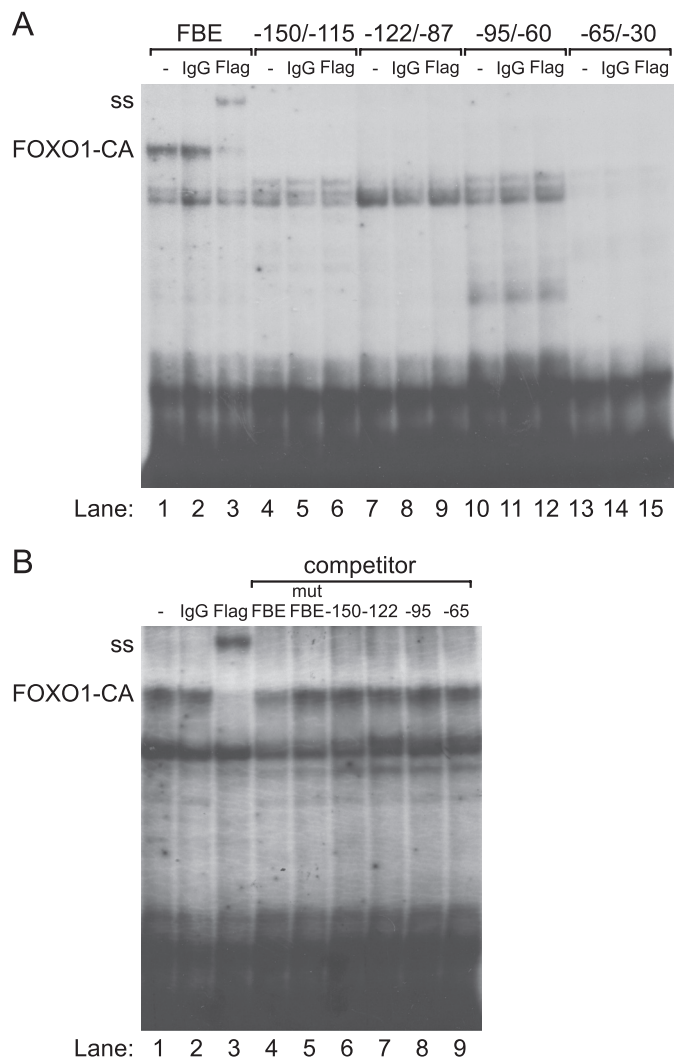 A
FBE -150/-115 -122/-87 -95/-60 -65/-30
- IgG Flag - IgG Flag - IgG Flag - IgG Flag - IgG Flag
ss
FOXO1-CA
Lane: 1 2 3 4 5 6 7 8 9 10 11 12 13 14 15
B
competitor
mut
- IgG Flag FBE FBE -150 -122 -95 -65
ss
FOXO1-CA
Lane: 1 2 3 4 5 6 7 8 9